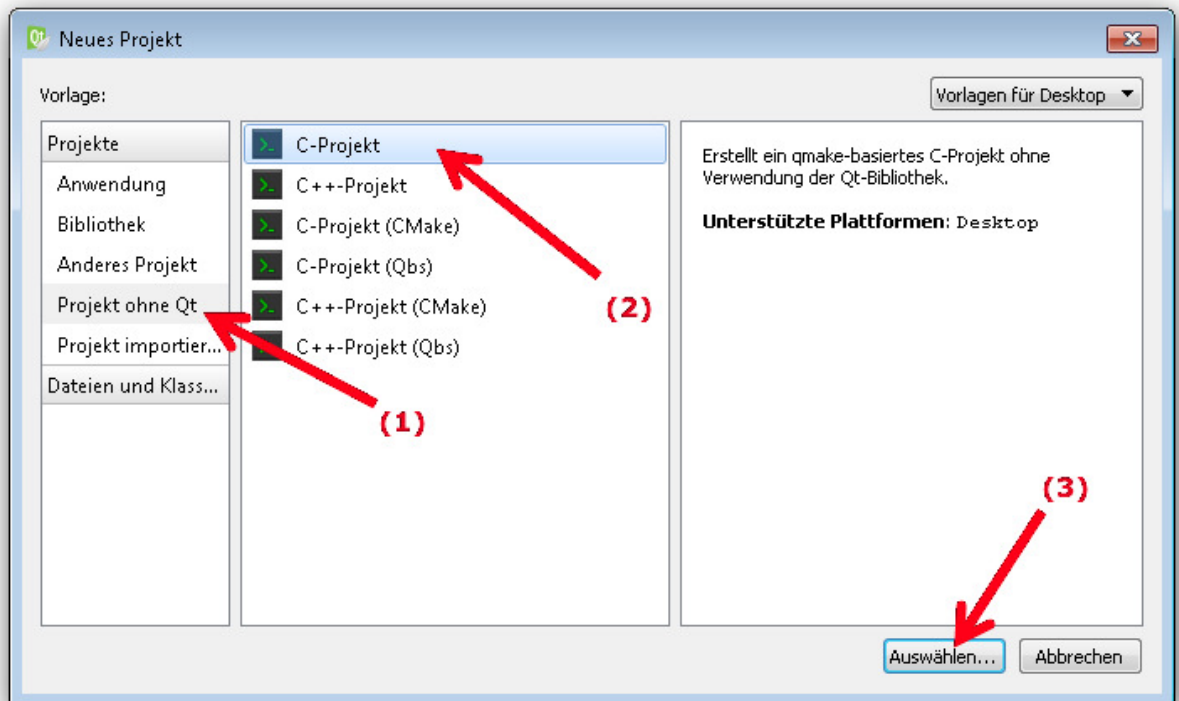 Neues Projekt
Vorlage:
Vorlagen für Desktop
Projekte
Anwendung
Bibliothek
Anderes Projekt
Projekt ohne Qt
Projekt importier...
Dateien und Klass...
C-Projekt
C++-Projekt
C-Projekt (CMake)
C-Projekt (Qbs)
C++-Projekt (CMake)
C++-Projekt (Qbs)
(1)
(2)
Erstellt ein qmake-basiertes C-Projekt ohne
Verwendung der Qt-Bibliothek.
Unterstützte Plattformen: Desktop
(3)
Auswählen...
Abbrechen